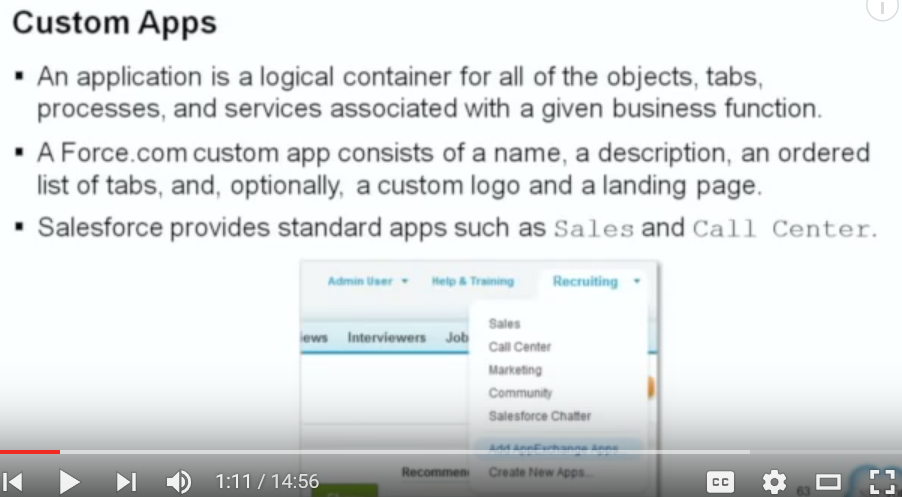 Custom Apps
▪ An application is a logical container for all of the objects, tabs,
processes, and services associated with a given business function.
▪ A Force.com custom app consists of a name, a description, an ordered
list of tabs, and, optionally, a custom logo and a landing page.
▪ Salesforce provides standard apps such as Sales and Call Center.
Admin User Help & Training Recruiting
iews Interviewers Job
Sales
Call Center
Marketing
Community
Salesforce Chatter
Add AppExchange Apps...
Recommen Create New Apps...
1:11 / 14:56 CC 63